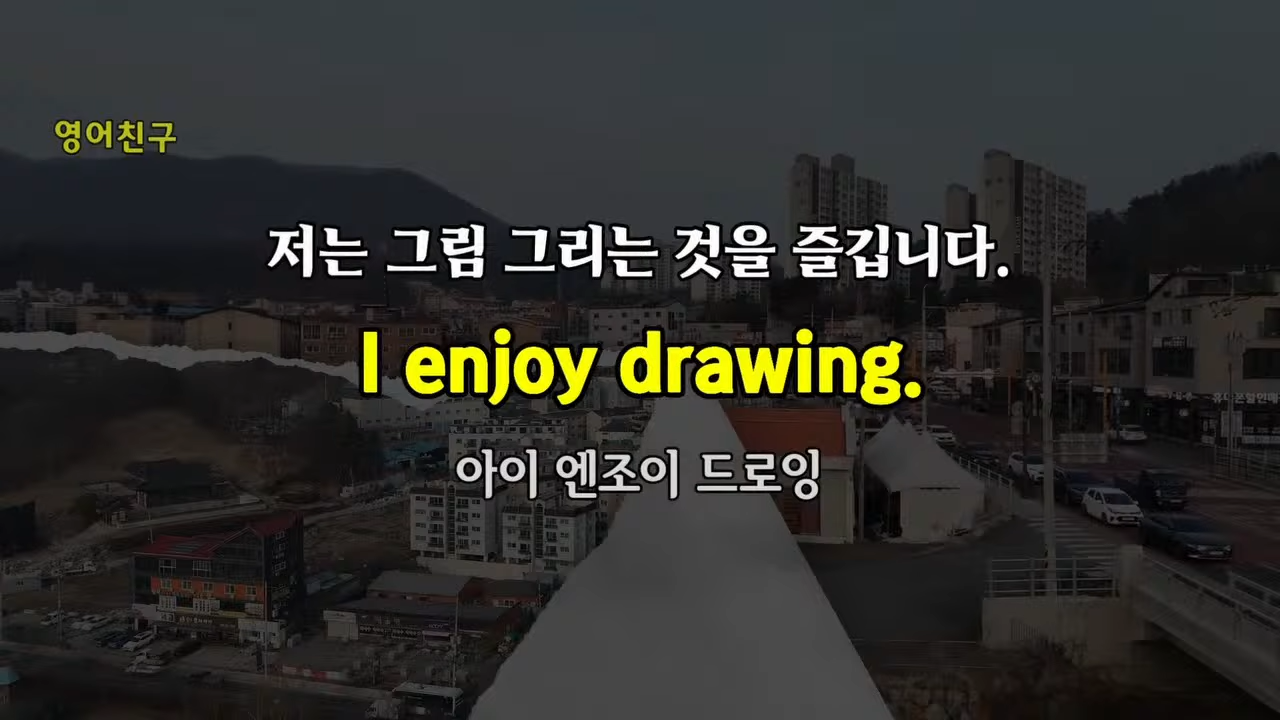 영어친구
저는 그림 그리는 것을 즐깁니다.
I enjoy drawing.
아이 엔조이 드로잉